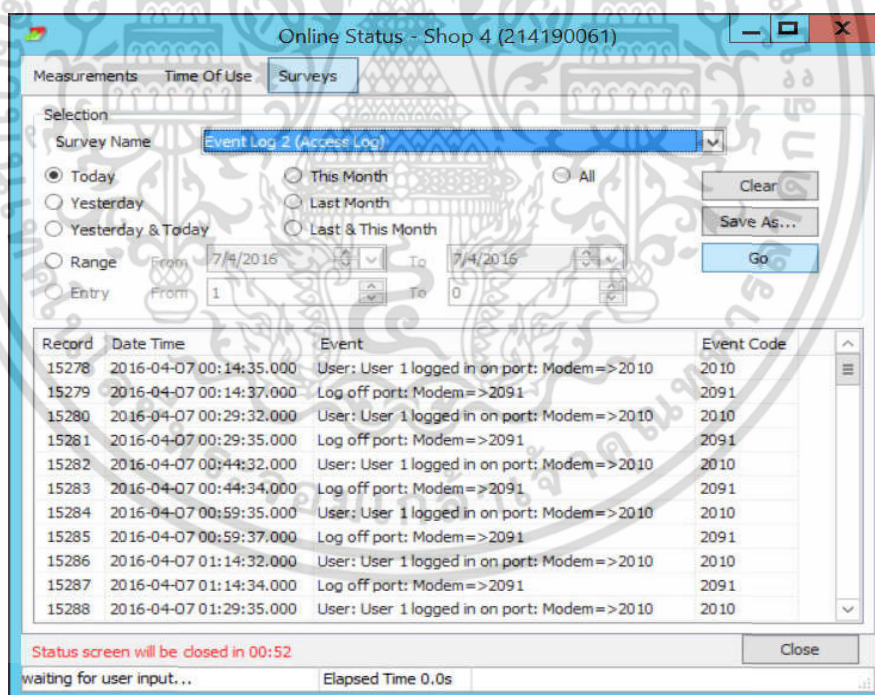 Online Status - Shop 4 (214190061)
Measurements Time Of Use Surveys
Selection
Survey Name Event Log 2 (Access Log)
Today This Month All Clear
Yesterday Last Month
Yesterday & Today Last & This Month Save As...
Range From 7/4/2016 To 7/4/2016 Go
Entry From 1 To 0
Record Date Time Event Event Code
15278 2016-04-07 00:14:35.000 User: User 1 logged in on port: Modem=>2010 2010
15279 2016-04-07 00:14:37.000 Log off port: Modem=>2091 2091
15280 2016-04-07 00:29:32.000 User: User 1 logged in on port: Modem=>2010 2010
15281 2016-04-07 00:29:35.000 Log off port: Modem=>2091 2091
15282 2016-04-07 00:44:32.000 User: User 1 logged in on port: Modem=>2010 2010
15283 2016-04-07 00:44:34.000 Log off port: Modem=>2091 2091
15284 2016-04-07 00:59:35.000 User: User 1 logged in on port: Modem=>2010 2010
15285 2016-04-07 00:59:37.000 Log off port: Modem=>2091 2091
15286 2016-04-07 01:14:32.000 User: User 1 logged in on port: Modem=>2010 2010
15287 2016-04-07 01:14:34.000 Log off port: Modem=>2091 2091
15288 2016-04-07 01:29:35.000 User: User 1 logged in on port: Modem=>2010 2010
Status screen will be closed in 00:52 Close
waiting for user input... Elapsed Time 0.0s